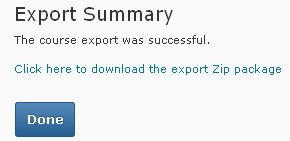 Export Summary
The course export was successful.
Click here to download the export Zip package
Done